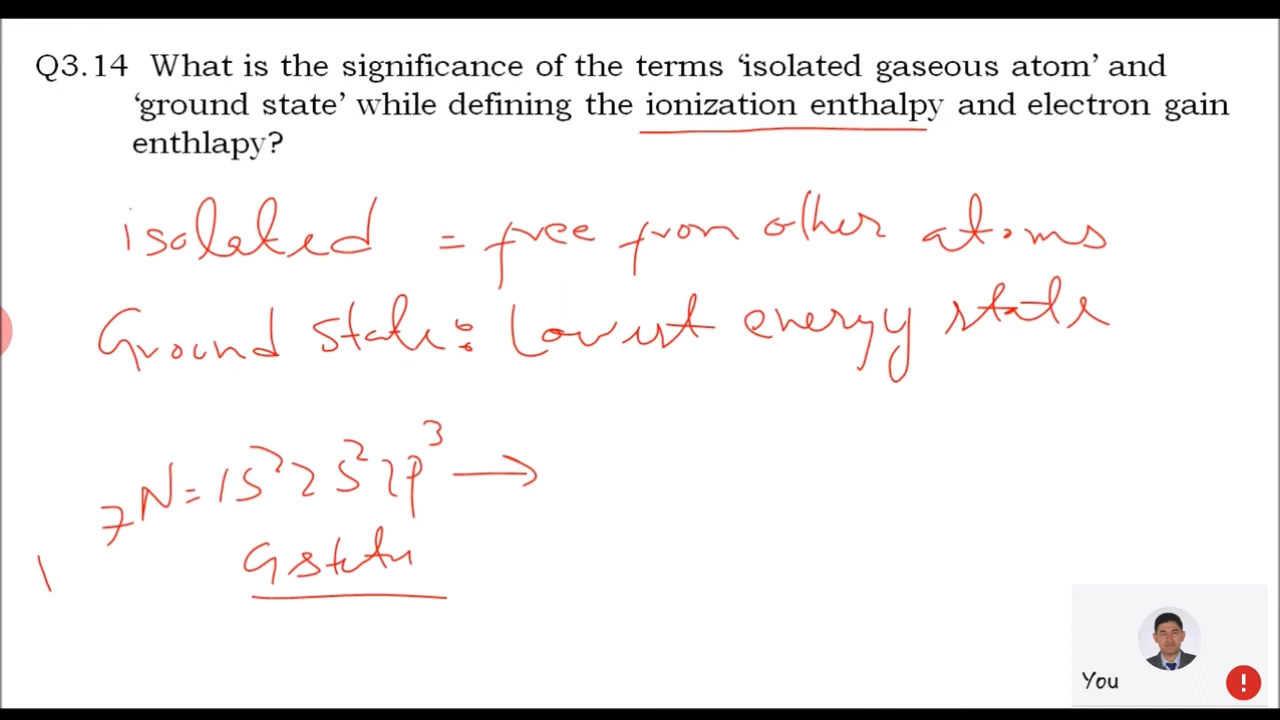 Q3.14 What is the significance of the terms ‘isolated gaseous atom’ and
‘ground state’ while defining the ionization enthalpy and electron gain
enthlapy?
isolated = free from other atoms
Ground state: Lowest energy state
₇N = 1S² 2S² 2p³ →
G state
You
!